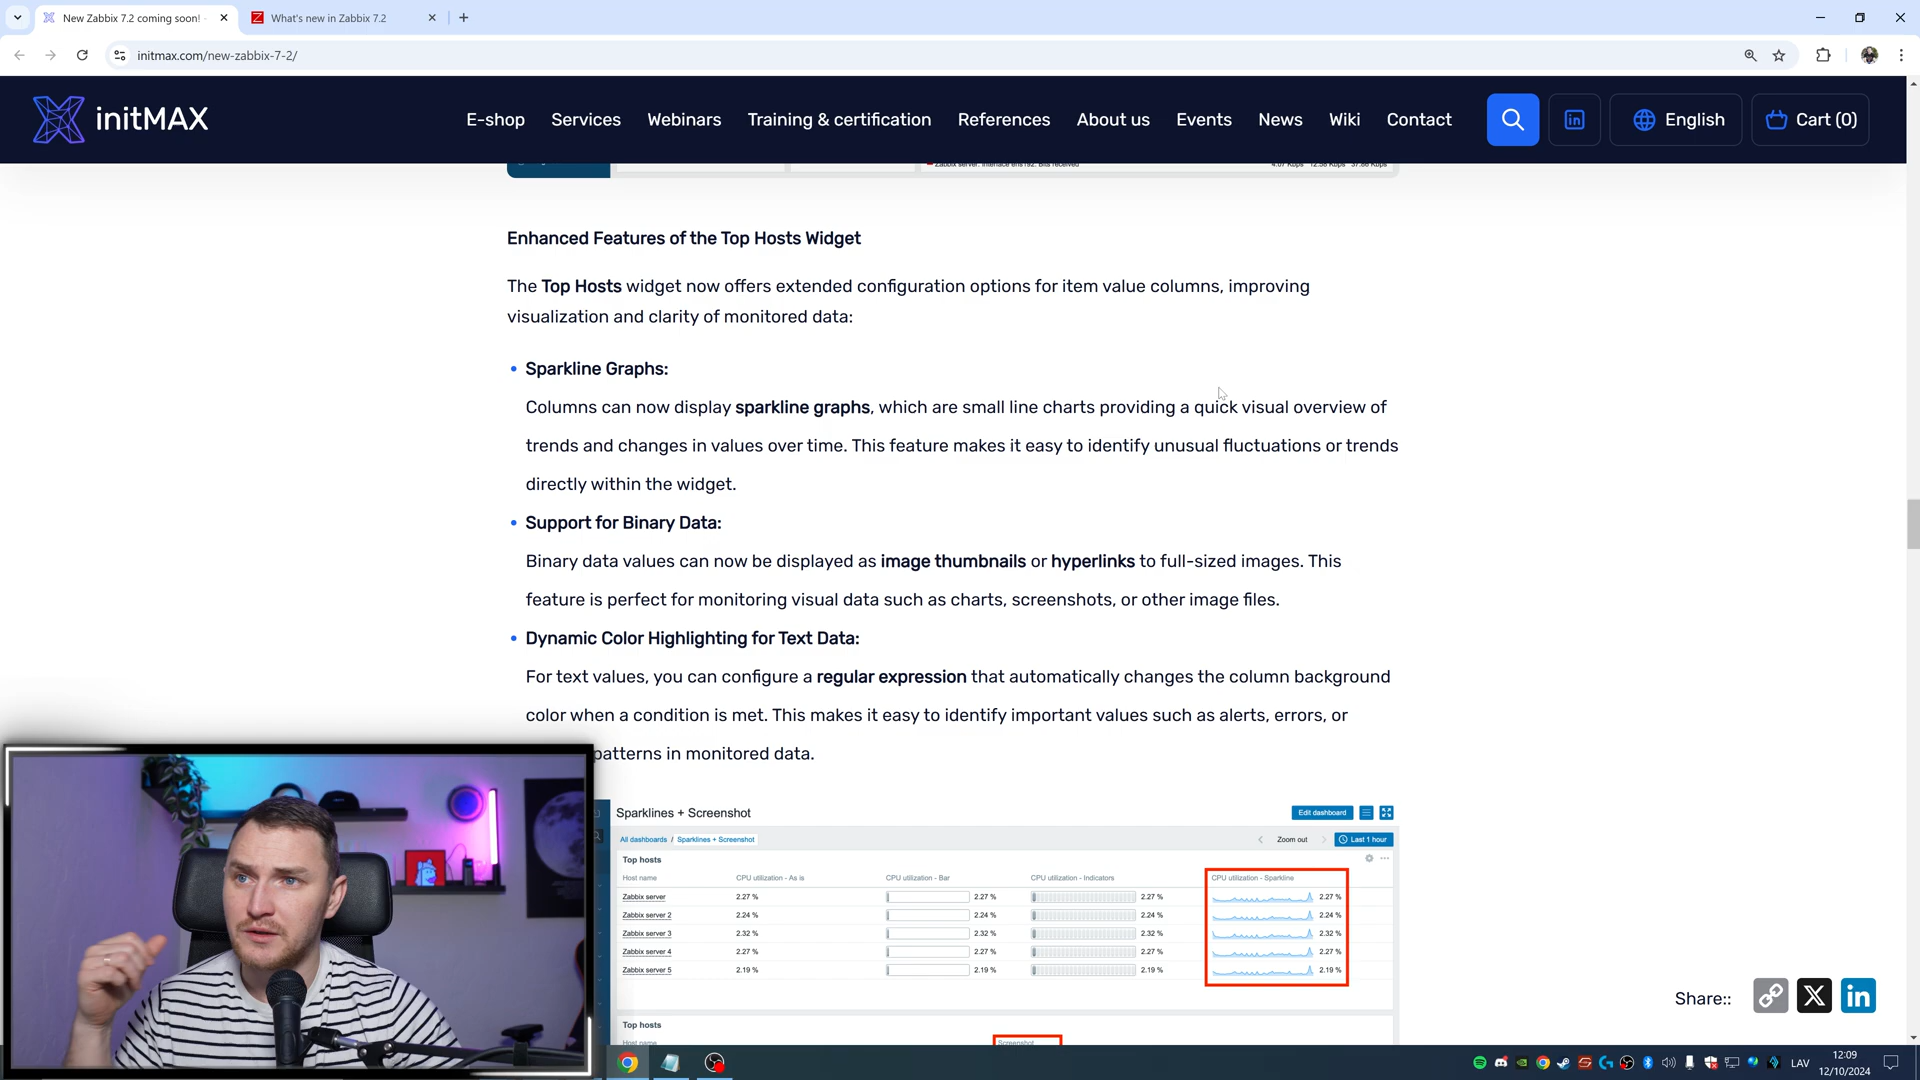 New Zabbix 7.2 coming soon!
What's new in Zabbix 7.2
initmax.com/new-zabbix-7-2/
initMAX
E-shop
Services
Webinars
Training & certification
References
About us
Events
News
Wiki
Contact
English
Cart (0)
Zabbix server: Interface ens192: Bits received
Enhanced Features of the Top Hosts Widget
The Top Hosts widget now offers extended configuration options for item value columns, improving
visualization and clarity of monitored data:
• Sparkline Graphs:
Columns can now display sparkline graphs, which are small line charts providing a quick visual overview of
trends and changes in values over time. This feature makes it easy to identify unusual fluctuations or trends
directly within the widget.
• Support for Binary Data:
Binary data values can now be displayed as image thumbnails or hyperlinks to full-sized images. This
feature is perfect for monitoring visual data such as charts, screenshots, or other image files.
• Dynamic Color Highlighting for Text Data:
For text values, you can configure a regular expression that automatically changes the column background
color when a condition is met. This makes it easy to identify important values such as alerts, errors, or
patterns in monitored data.
Sparklines + Screenshot
Edit dashboard
All dashboards / Sparklines + Screenshot
Zoom out
Last 1 hour
Top hosts
Host name CPU utilization - As is CPU utilization - Bar CPU utilization - Indicators CPU utilization - Sparkline
Zabbix server 2.27 % 2.27 % 2.27 % 2.27 %
Zabbix server 2 2.24 % 2.24 % 2.24 % 2.24 %
Zabbix server 3 2.32 % 2.32 % 2.32 % 2.32 %
Zabbix server 4 2.27 % 2.27 % 2.27 % 2.27 %
Zabbix server 5 2.19 % 2.19 % 2.19 % 2.19 %
Top hosts
Host name Screenshot
Share::
LAV
12:09
12/10/2024